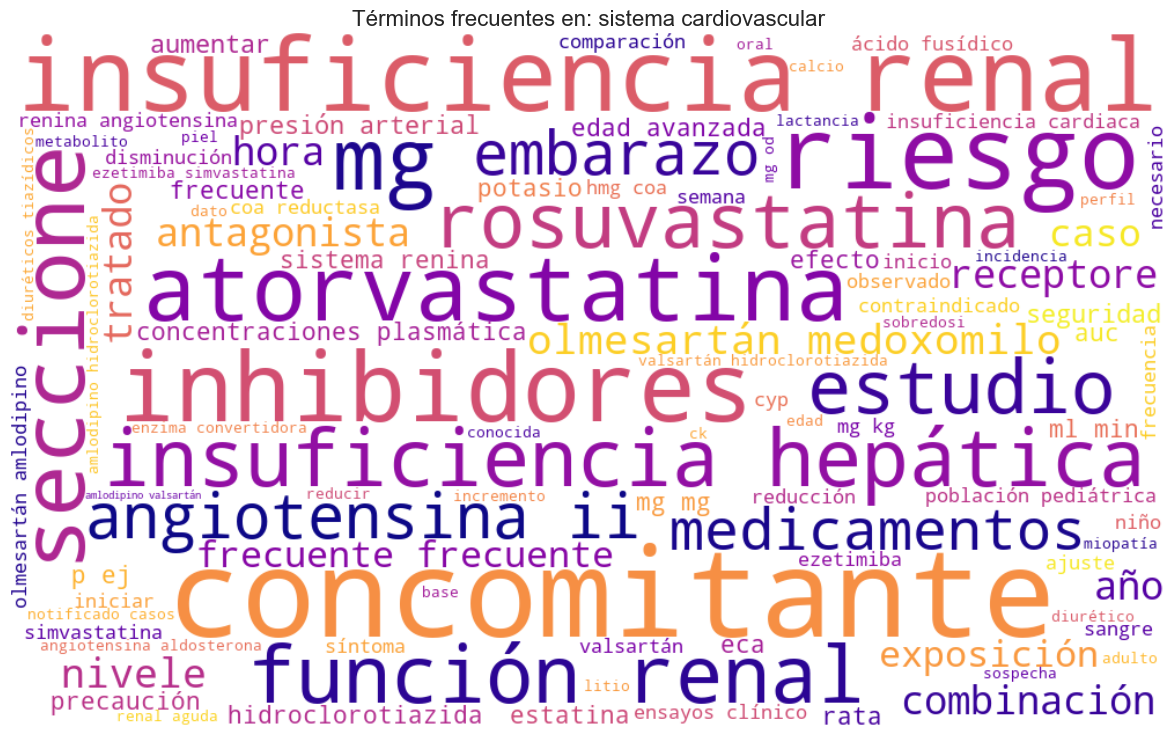 Términos frecuentes en: sistema cardiovascular
insuficiencia renal
aumentar
comparación
oral
ácido fusídico
calcio
renina angiotensina
presión arterial
edad avanzada
lactancia
insuficiencia cardiaca
metabolito
piel
disminución
hora
mg
embarazo
mg od
riesgo
necesario
diuréticos tiazídicos
ezetimiba simvastatina
frecuente
potasio
hmg coa
semana
perfil
seccione
tratado
dato
coa reductasa
antagonista
rosuvastatina
caso
sistema renina
atorvastatina
efecto
inicio
incidencia
observado
receptore
amlodipino hidroclorotiazida
contraindicado
seguridad
sobredosi
auc
concentraciones plasmática
olmesartán medoxomilo
valsartán hidroclorotiazida
frecuencia
olmesartán amlodipino
inhibidores
cyp
estudio
enzima convertidora
conocida
ck
edad
mg kg
ml min
insuficiencia hepática
amlodipino valsartán
reducir
incremento
mg mg
reducción
población pediátrica
angiotensina ii
medicamentos
niño
miopatía
frecuente frecuente
ezetimiba
ajuste
p ej
concomitante
año
base
iniciar
notificado casos
diurético
simvastatina
sangre
angiotensina aldosterona
síntoma
valsartán
eca
exposición
adulto
nivele
función renal
litio
sospecha
precaución
combinación
renal aguda
hidroclorotiazida
estatina
ensayos clínico
rata